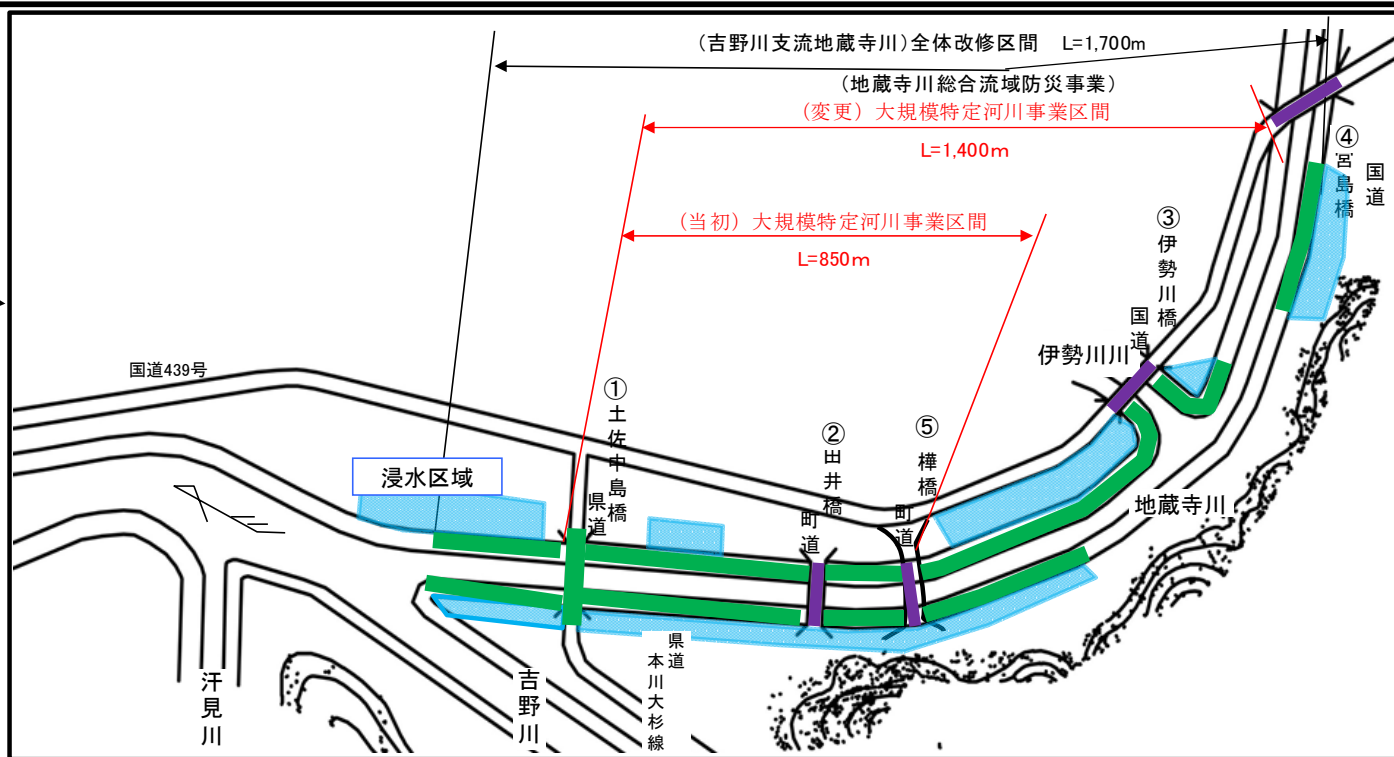 (吉野川支流地蔵寺川)全体改修区間 L=1,700m
(地蔵寺川総合流域防災事業)
(変更)大規模特定河川事業区間
L=1,400m
(当初)大規模特定河川事業区間
L=850m
④宮島橋
国道
③伊勢川橋
国道
伊勢川川
国道439号
①土佐中島橋
県道
②田井橋
町道
⑤樺橋
町道
浸水区域
地蔵寺川
汗見川
吉野川
県道
本川大杉線